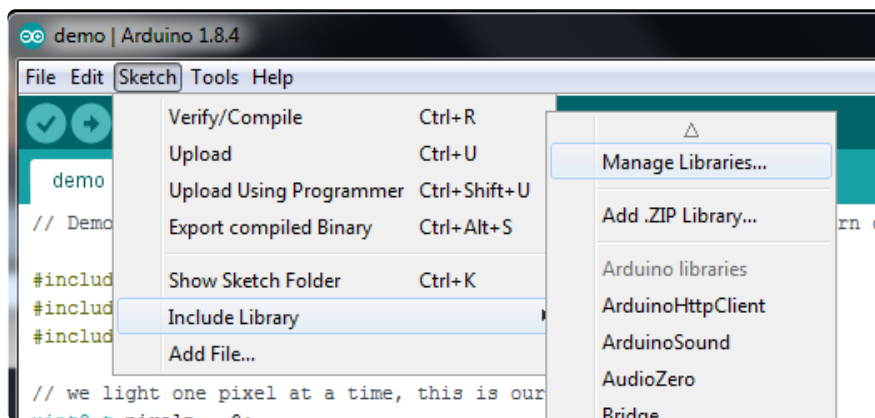 demo | Arduino 1.8.4
File Edit Sketch Tools Help
Verify/Compile Ctrl+R
Upload Ctrl+U
Upload Using Programmer Ctrl+Shift+U
Export compiled Binary Ctrl+Alt+S
Show Sketch Folder Ctrl+K
Include Library
Add File...
Manage Libraries...
Add .ZIP Library...
Arduino libraries
ArduinoHttpClient
ArduinoSound
AudioZero
Bridge
demo
// Demo
#includ
#includ
#includ
// we light one pixel at a time, this is our